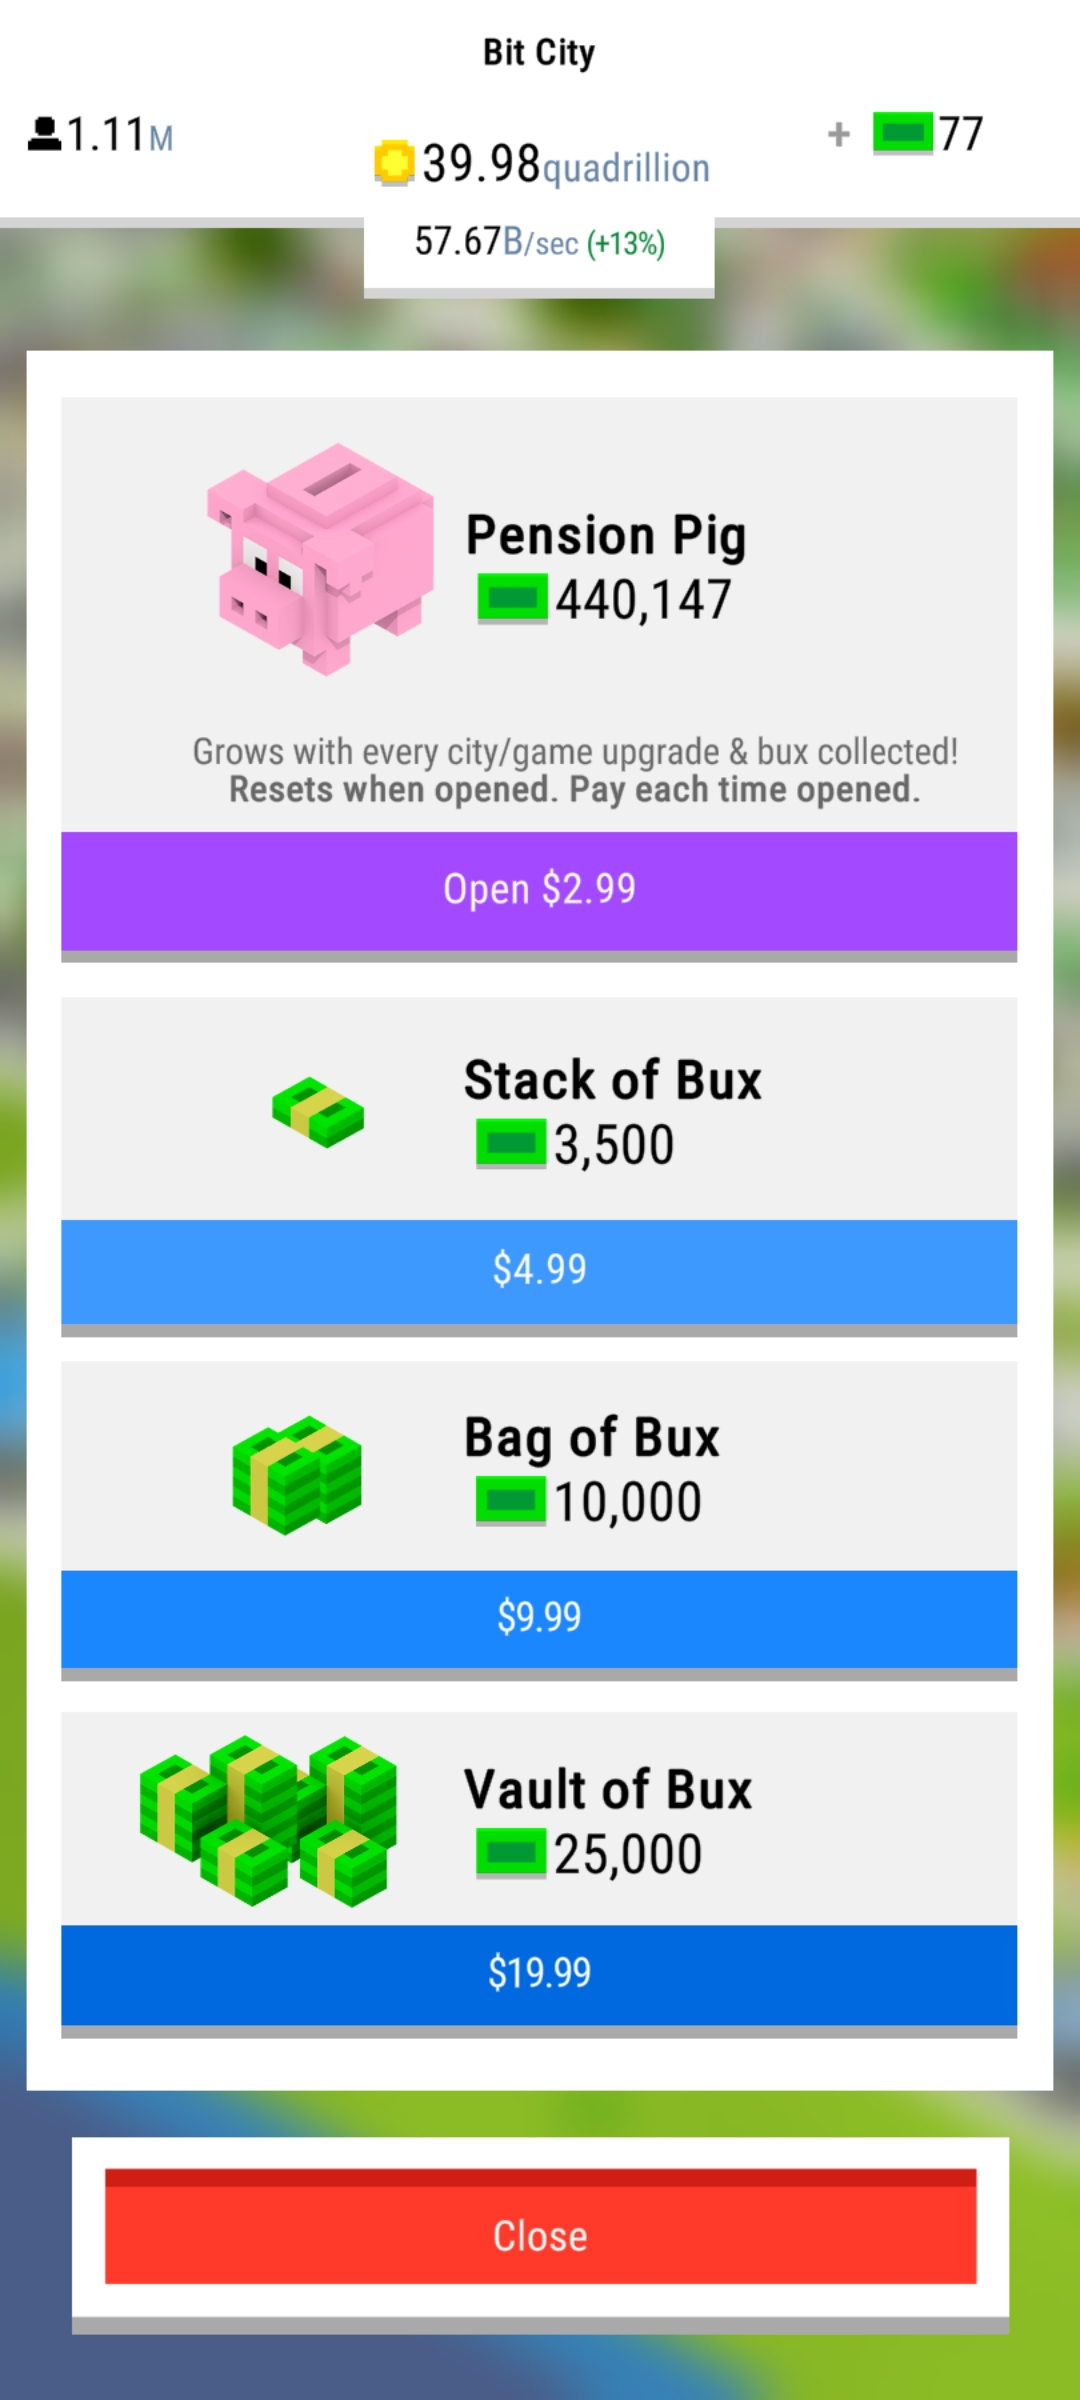 Bit City
1.11M
39.98quadrillion
+ 77
57.67B/sec (+13%)
Pension Pig
440,147
Grows with every city/game upgrade & bux collected!
Resets when opened. Pay each time opened.
Open $2.99
Stack of Bux
3,500
$4.99
Bag of Bux
10,000
$9.99
Vault of Bux
25,000
$19.99
Close